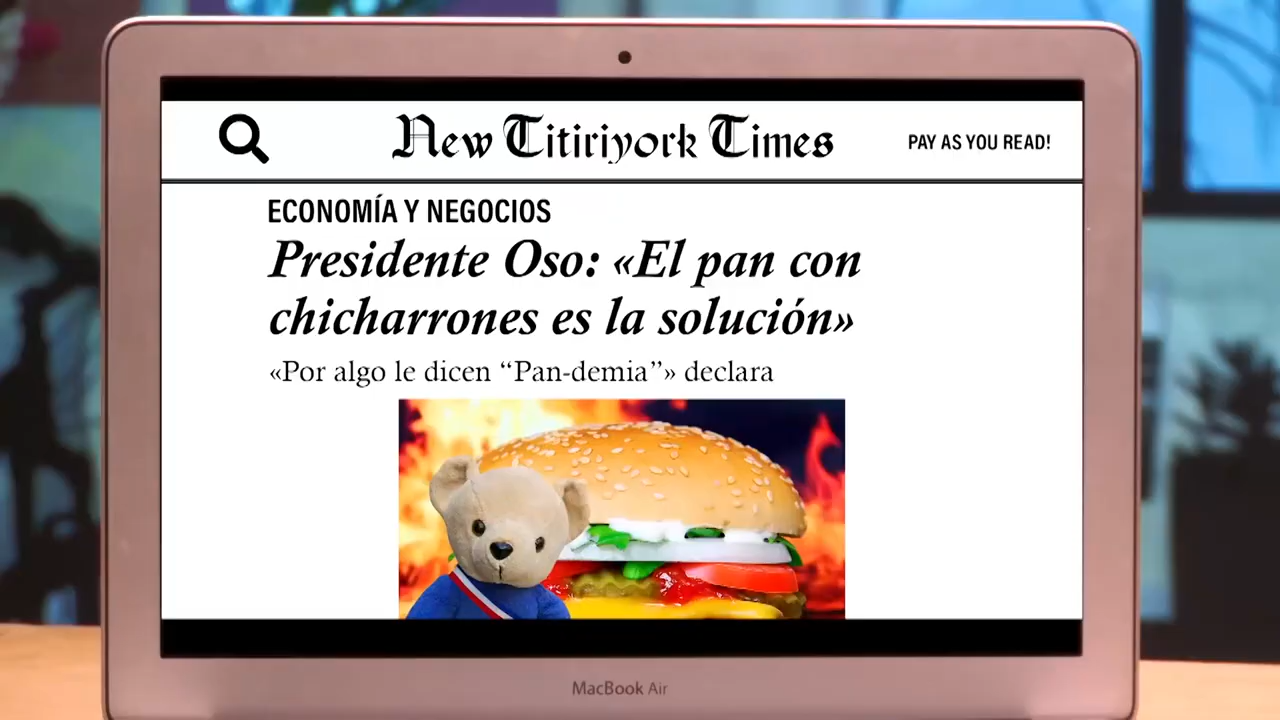 New Titiriyork Times
PAY AS YOU READ!
ECONOMÍA Y NEGOCIOS
Presidente Oso: «El pan con
chicharrones es la solución»
«Por algo le dicen “Pan-demia”» declara
MacBook Air